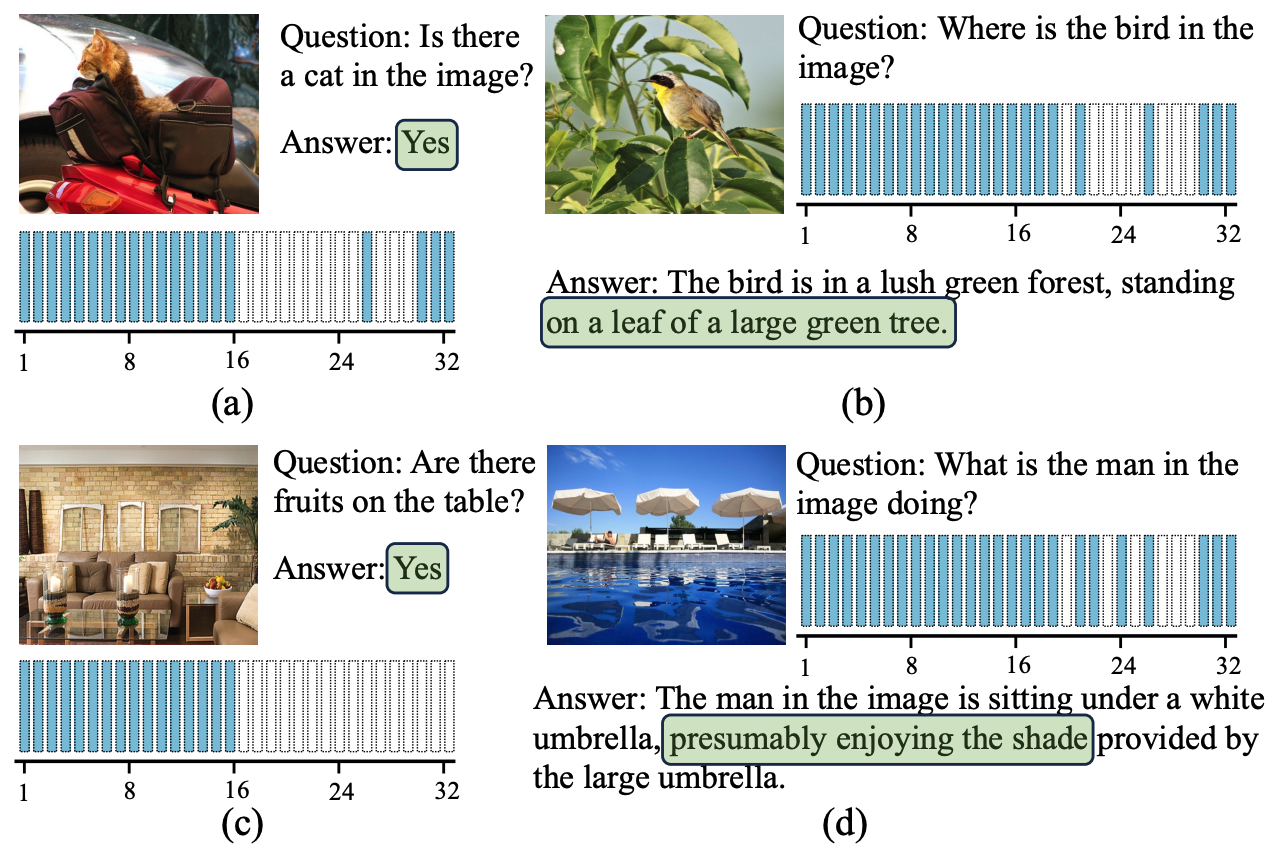 Question: Is there
a cat in the image?
Answer: Yes
1 8 16 24 32
(a)
Question: Where is the bird in the
image?
1 8 16 24 32
Answer: The bird is in a lush green forest, standing
on a leaf of a large green tree.
(b)
Question: Are there
fruits on the table?
Answer: Yes
1 8 16 24 32
(c)
Question: What is the man in the
image doing?
1 8 16 24 32
Answer: The man in the image is sitting under a white
umbrella, presumably enjoying the shade provided by
the large umbrella.
(d)